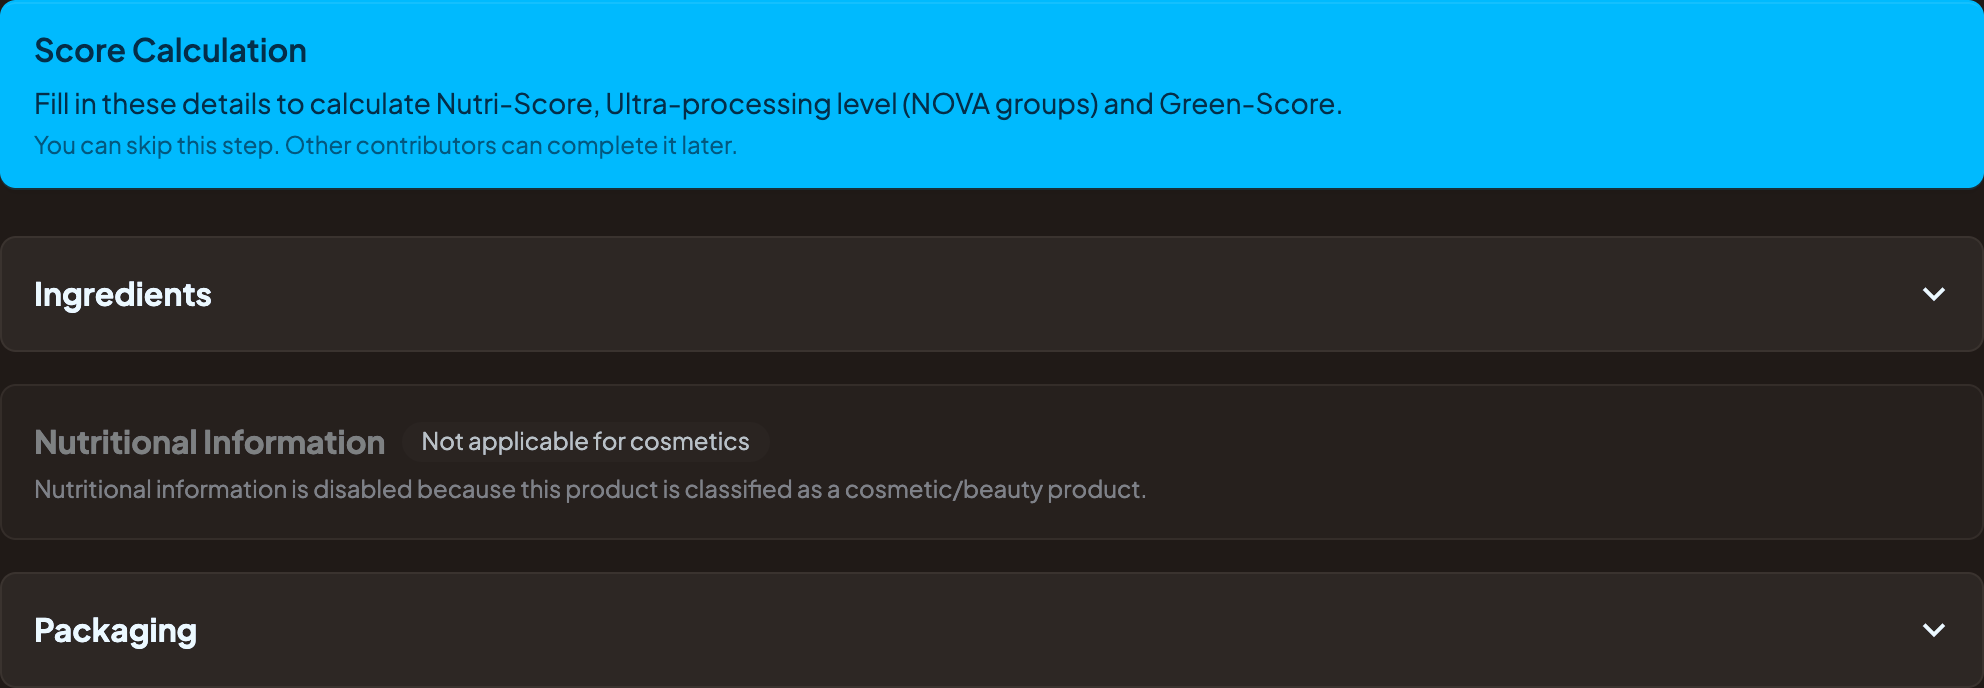 Score Calculation
Fill in these details to calculate Nutri-Score, Ultra-processing level (NOVA groups) and Green-Score.
You can skip this step. Other contributors can complete it later.
Ingredients
Nutritional Information Not applicable for cosmetics
Nutritional information is disabled because this product is classified as a cosmetic/beauty product.
Packaging